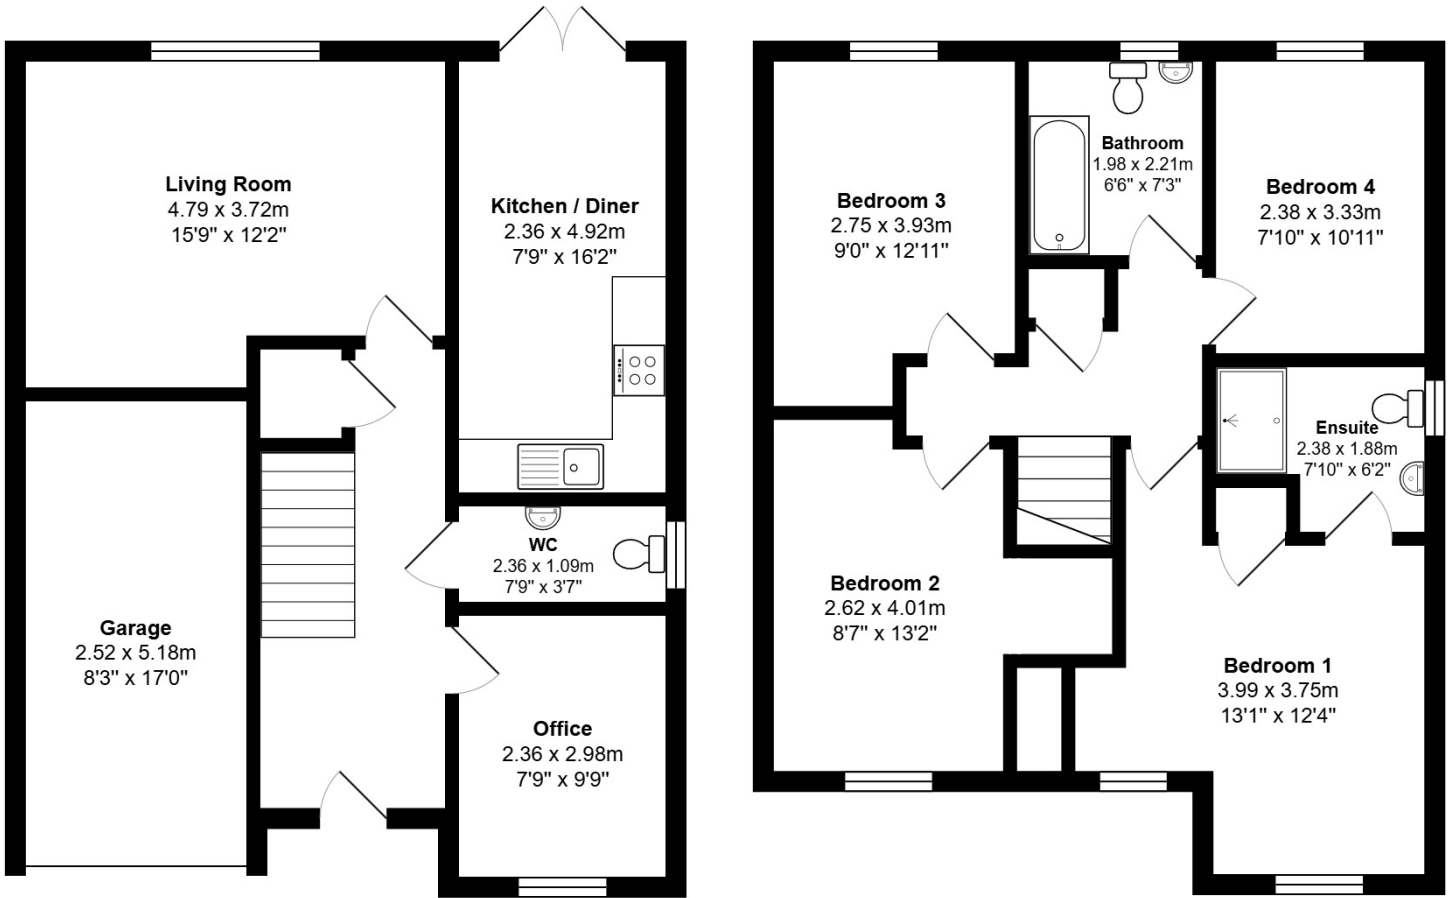 Living Room
4.79 x 3.72m
15'9" x 12'2"
Kitchen / Diner
2.36 x 4.92m
7'9" x 16'2"
WC
2.36 x 1.09m
7'9" x 3'7"
Garage
2.52 x 5.18m
8'3" x 17'0"
Office
2.36 x 2.98m
7'9" x 9'9"
Bedroom 3
2.75 x 3.93m
9'0" x 12'11"
Bathroom
1.98 x 2.21m
6'6" x 7'3"
Bedroom 4
2.38 x 3.33m
7'10" x 10'11"
Ensuite
2.38 x 1.88m
7'10" x 6'2"
Bedroom 2
2.62 x 4.01m
8'7" x 13'2"
Bedroom 1
3.99 x 3.75m
13'1" x 12'4"